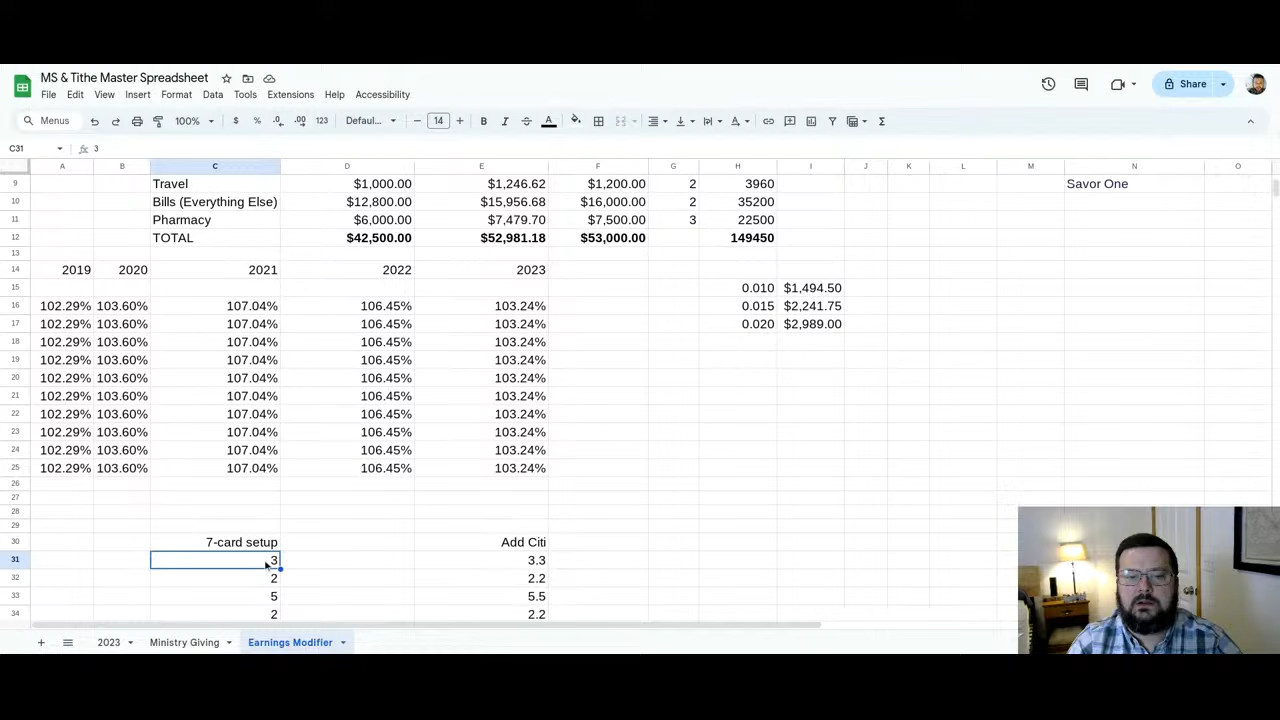 MS & Tithe Master Spreadsheet
File Edit View Insert Format Data Tools Extensions Help Accessibility
Share
Menus 100% $ % .0 .00 123 Defaul... 14 B I A
C31 fx 3
A B C D E F G H I J K L M N O
9 Travel $1,000.00 $1,246.62 $1,200.00 2 3960 Savor One
10 Bills (Everything Else) $12,800.00 $15,956.68 $16,000.00 2 35200
11 Pharmacy $6,000.00 $7,479.70 $7,500.00 3 22500
12 TOTAL $42,500.00 $52,981.18 $53,000.00 149450
13
14 2019 2020 2021 2022 2023
15 0.010 $1,494.50
16 102.29% 103.60% 107.04% 106.45% 103.24% 0.015 $2,241.75
17 102.29% 103.60% 107.04% 106.45% 103.24% 0.020 $2,989.00
18 102.29% 103.60% 107.04% 106.45% 103.24%
19 102.29% 103.60% 107.04% 106.45% 103.24%
20 102.29% 103.60% 107.04% 106.45% 103.24%
21 102.29% 103.60% 107.04% 106.45% 103.24%
22 102.29% 103.60% 107.04% 106.45% 103.24%
23 102.29% 103.60% 107.04% 106.45% 103.24%
24 102.29% 103.60% 107.04% 106.45% 103.24%
25 102.29% 103.60% 107.04% 106.45% 103.24%
26
27
28
29
30 7-card setup Add Citi
31 3 3.3
32 2 2.2
33 5 5.5
34 2 2.2
2023 Ministry Giving Earnings Modifier